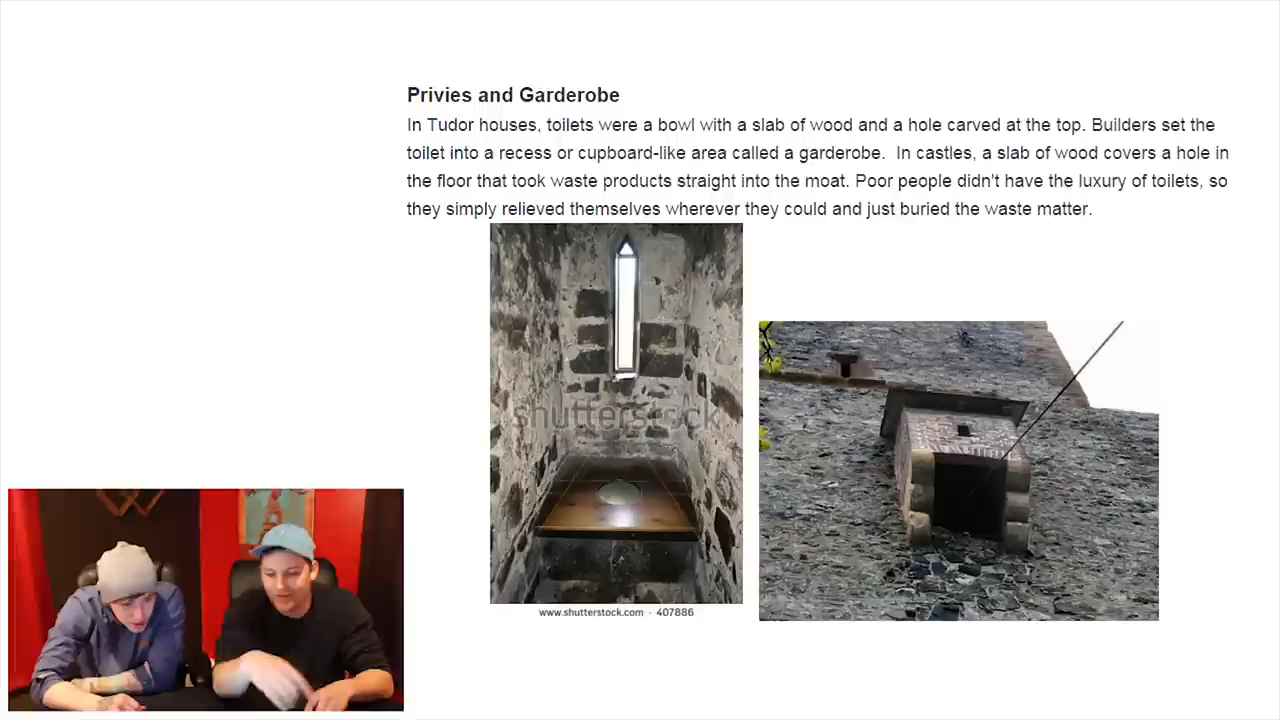 Privies and Garderobe
In Tudor houses, toilets were a bowl with a slab of wood and a hole carved at the top. Builders set the
toilet into a recess or cupboard-like area called a garderobe.  In castles, a slab of wood covers a hole in
the floor that took waste products straight into the moat. Poor people didn't have the luxury of toilets, so
they simply relieved themselves wherever they could and just buried the waste matter.
shutterstock
www.shutterstock.com · 407886